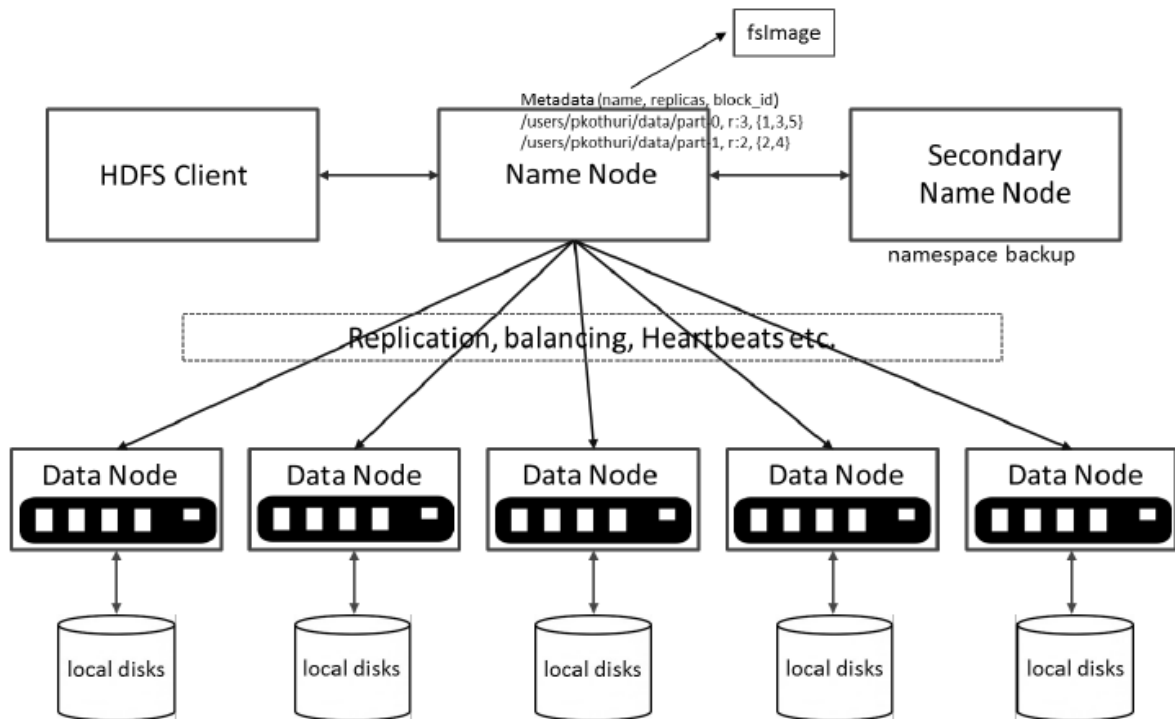 fsImage
Metadata (name, replicas, block_id)
/users/pkothuri/data/part-0, r:3, {1,3,5}
/users/pkothuri/data/part-1, r:2, {2,4}
HDFS Client
Name Node
Secondary
Name Node
namespace backup
Replication, balancing, Heartbeats etc.
Data Node
Data Node
Data Node
Data Node
Data Node
local disks
local disks
local disks
local disks
local disks